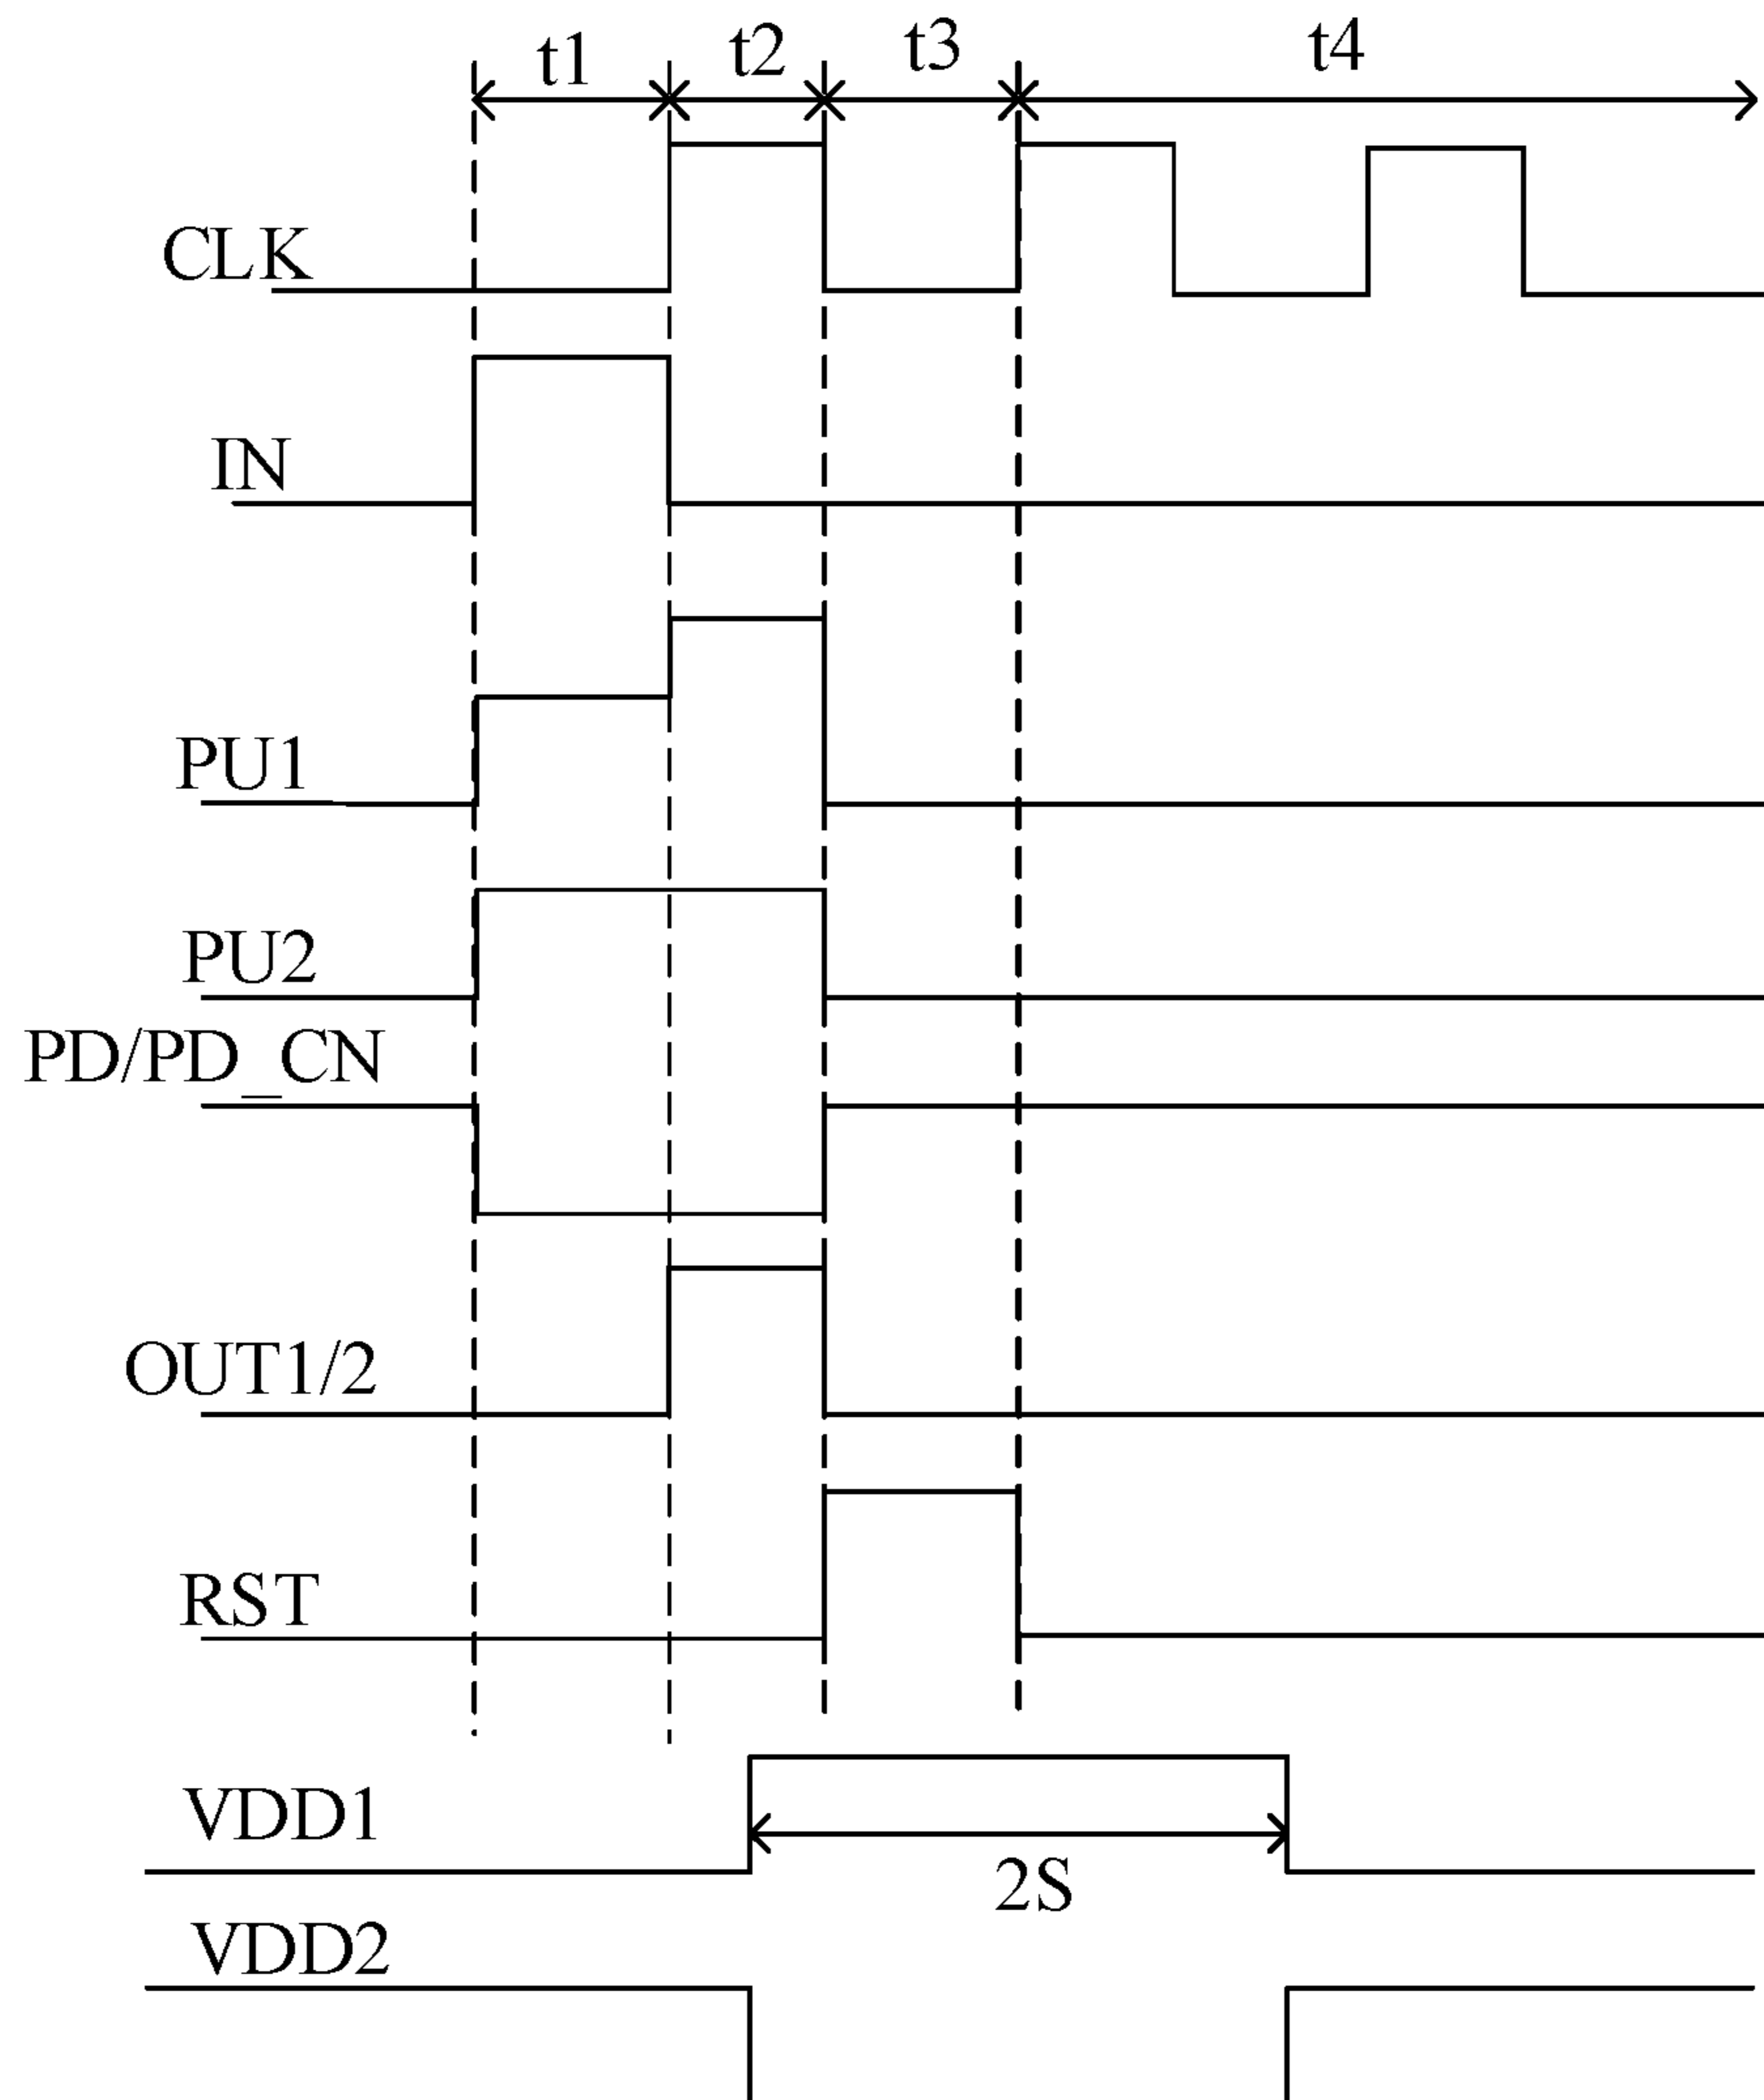 t1 t2 t3 t4
CLK
IN
PU1
PU2
PD/PD_CN
OUT1/2
RST
VDD1
2S
VDD2